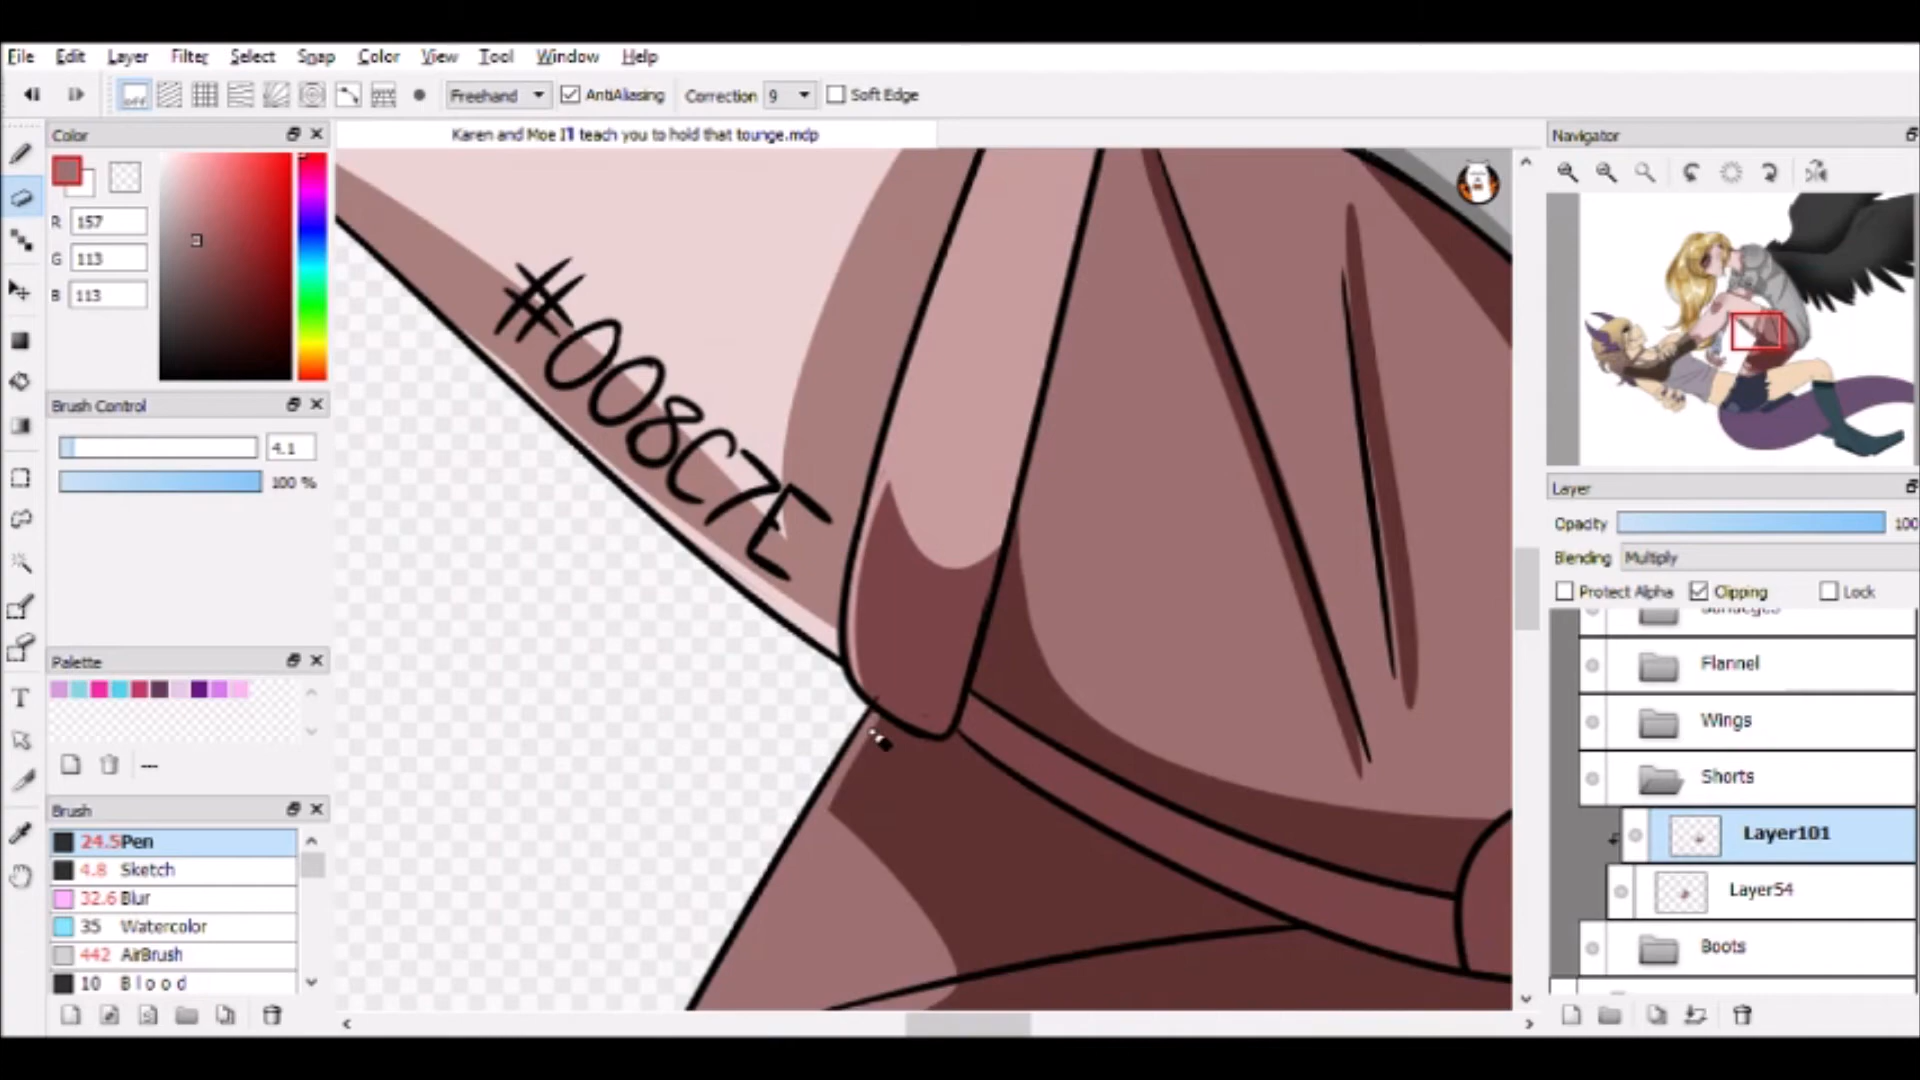 File Edit Layer Filter Select Snap Color View Tool Window Help
off Freehand AntiAliasing Correction 9 Soft Edge
Color
Karen and Moe I'll teach you to hold that tounge.mdp
Navigator
R 157
G 113
B 113
#008C7E
Brush Control
4.1
100 %
Layer
Opacity 100
Blending Multiply
Protect Alpha Clipping Lock
Flannel
Palette
Wings
Shorts
---
Brush
24.5 Pen
Layer101
4.8 Sketch
32.6 Blur
Layer54
35 Watercolor
442 AirBrush
Boots
10 Blood